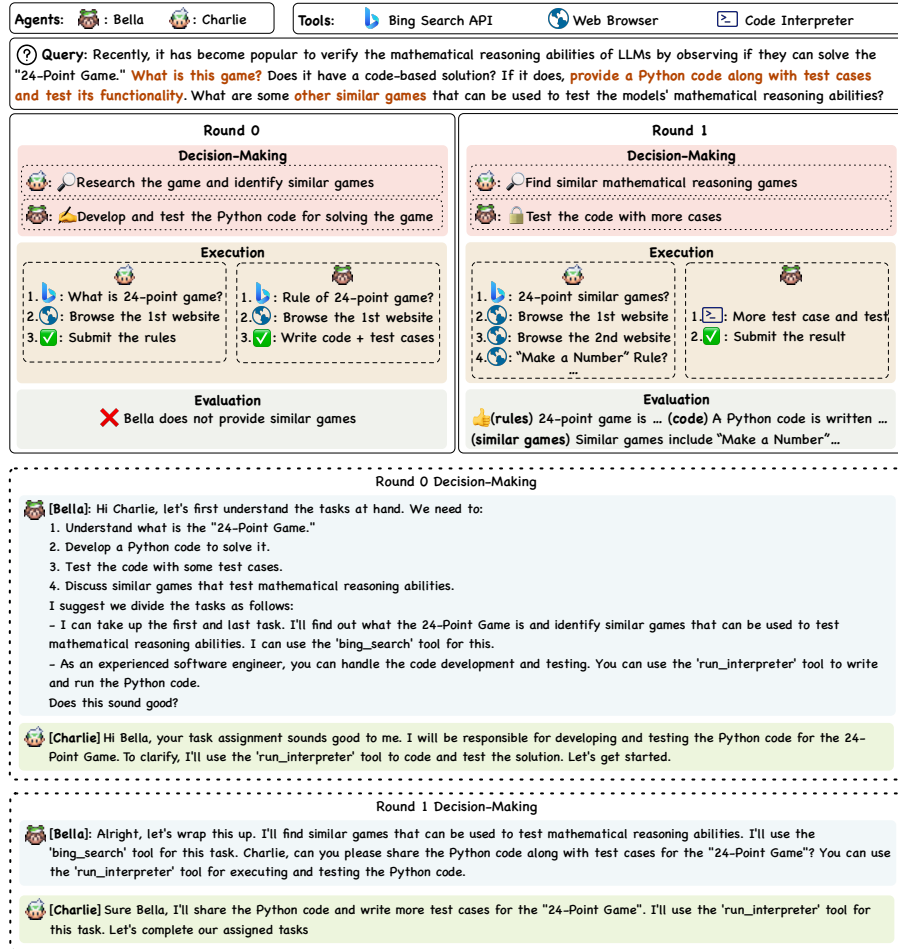 Agents: : Bella : Charlie
Tools: Bing Search API Web Browser Code Interpreter
Query: Recently, it has become popular to verify the mathematical reasoning abilities of LLMs by observing if they can solve the
"24-Point Game." What is this game? Does it have a code-based solution? If it does, provide a Python code along with test cases
and test its functionality. What are some other similar games that can be used to test the models' mathematical reasoning abilities?
Round 0
Decision-Making
: Research the game and identify similar games
: Develop and test the Python code for solving the game
Execution
1. : What is 24-point game?
2. : Browse the 1st website
3. : Submit the rules
1. : Rule of 24-point game?
2. : Browse the 1st website
3. : Write code + test cases
Evaluation
Bella does not provide similar games
Round 1
Decision-Making
: Find similar mathematical reasoning games
: Test the code with more cases
Execution
1. : 24-point similar games?
2. : Browse the 1st website
3. : Browse the 2nd website
4. : "Make a Number" Rule?
...
1. : More test case and test
2. : Submit the result
Evaluation
(rules) 24-point game is ... (code) A Python code is written ...
(similar games) Similar games include "Make a Number"...
Round 0 Decision-Making
[Bella]: Hi Charlie, let's first understand the tasks at hand. We need to:
1. Understand what is the "24-Point Game."
2. Develop a Python code to solve it.
3. Test the code with some test cases.
4. Discuss similar games that test mathematical reasoning abilities.
I suggest we divide the tasks as follows:
- I can take up the first and last task. I'll find out what the 24-Point Game is and identify similar games that can be used to test
mathematical reasoning abilities. I can use the 'bing_search' tool for this.
- As an experienced software engineer, you can handle the code development and testing. You can use the 'run_interpreter' tool to write
and run the Python code.
Does this sound good?
[Charlie] Hi Bella, your task assignment sounds good to me. I will be responsible for developing and testing the Python code for the 24-
Point Game. To clarify, I'll use the 'run_interpreter' tool to code and test the solution. Let's get started.
Round 1 Decision-Making
[Bella]: Alright, let's wrap this up. I'll find similar games that can be used to test mathematical reasoning abilities. I'll use the
'bing_search' tool for this task. Charlie, can you please share the Python code along with test cases for the "24-Point Game"? You can use
the 'run_interpreter' tool for executing and testing the Python code.
[Charlie] Sure Bella, I'll share the Python code and write more test cases for the "24-Point Game". I'll use the 'run_interpreter' tool for
this task. Let's complete our assigned tasks